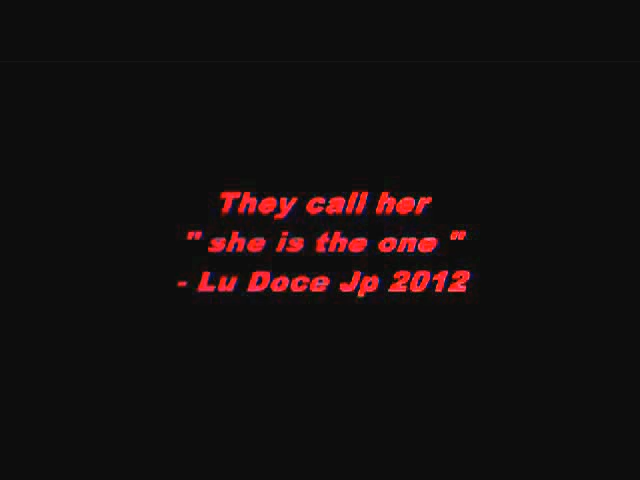 They call her
" she is the one "
- Lu Doce Jp 2012